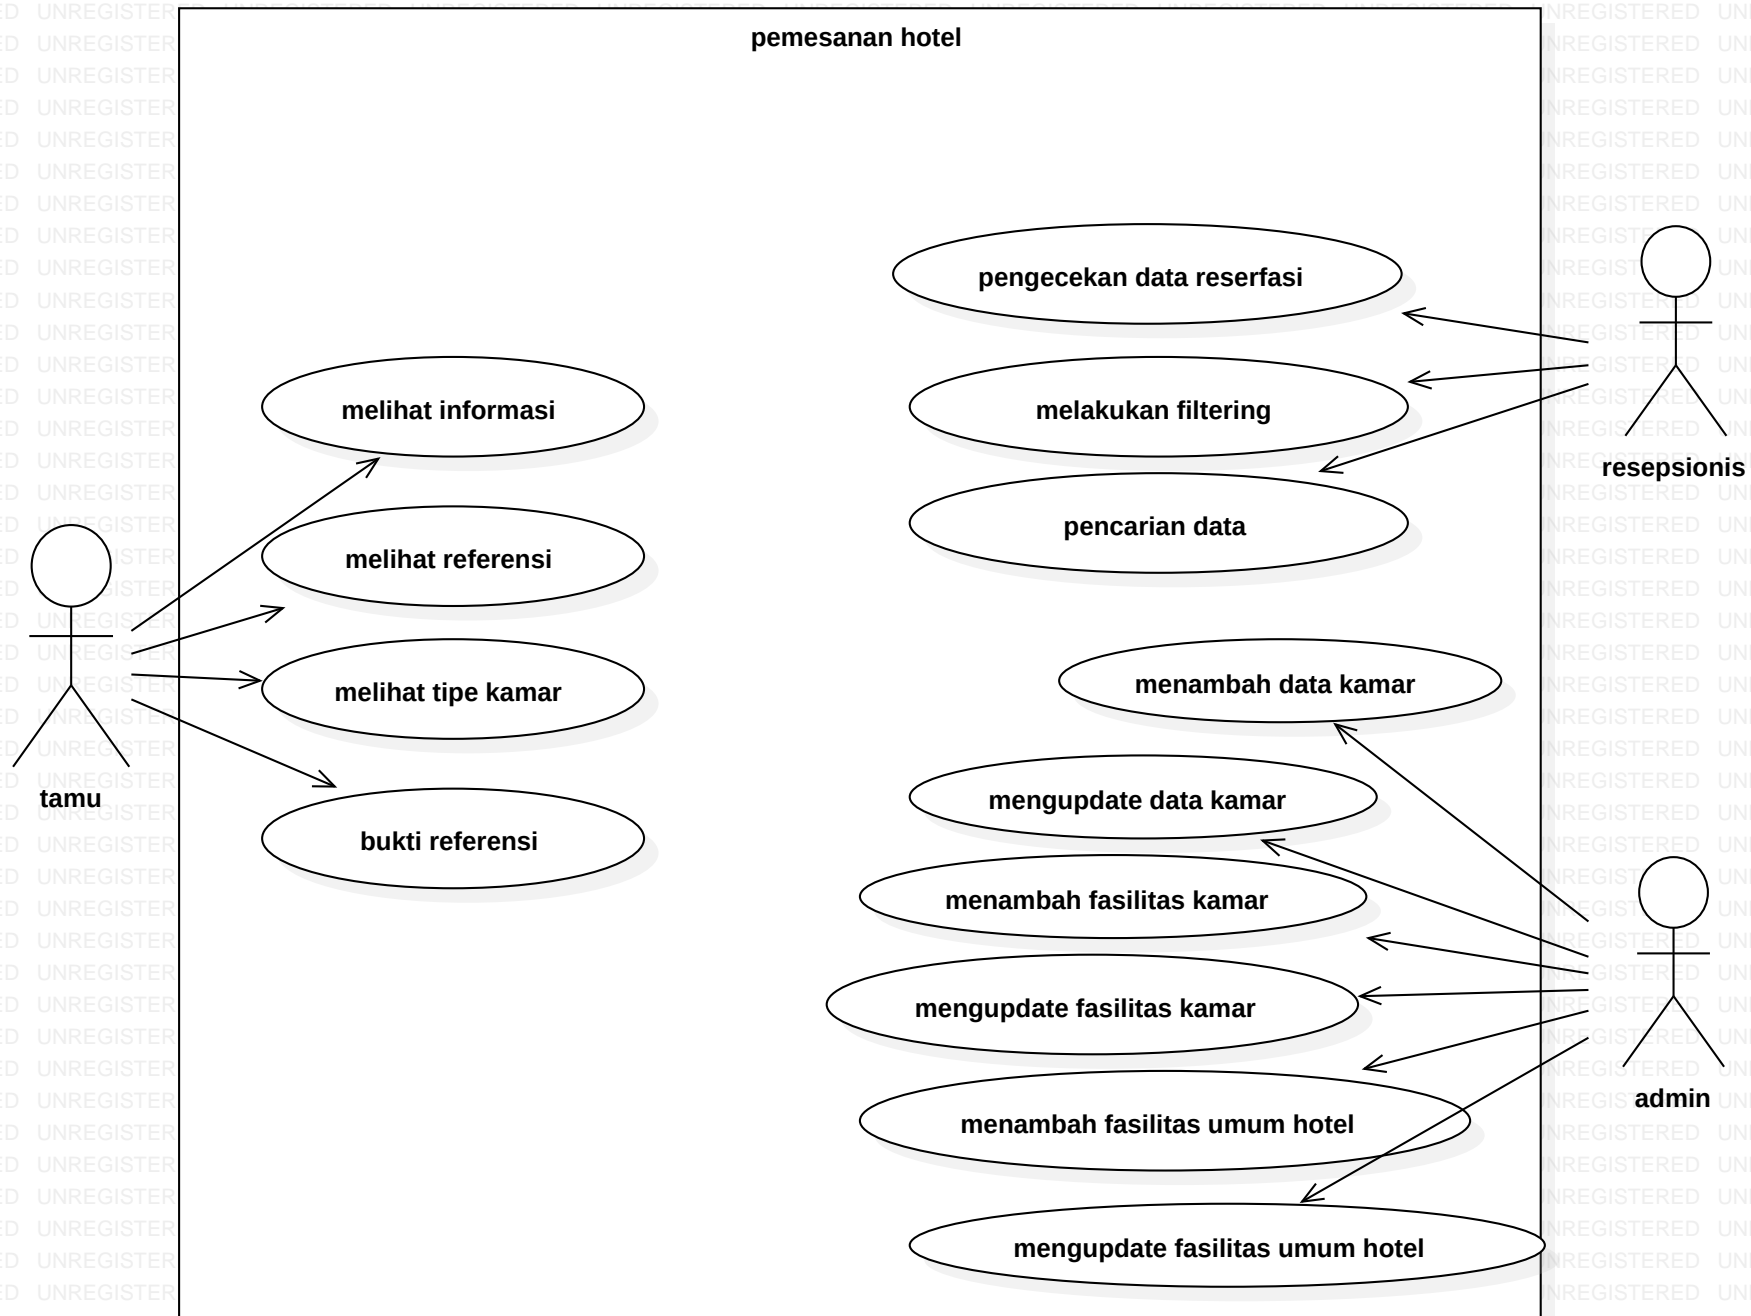 pemesanan hotel
pengecekan data reserfasi
melihat informasi
melakukan filtering
resepsionis
pencarian data
melihat referensi
melihat tipe kamar
menambah data kamar
tamu
mengupdate data kamar
bukti referensi
menambah fasilitas kamar
mengupdate fasilitas kamar
admin
menambah fasilitas umum hotel
mengupdate fasilitas umum hotel
UNREGISTERED